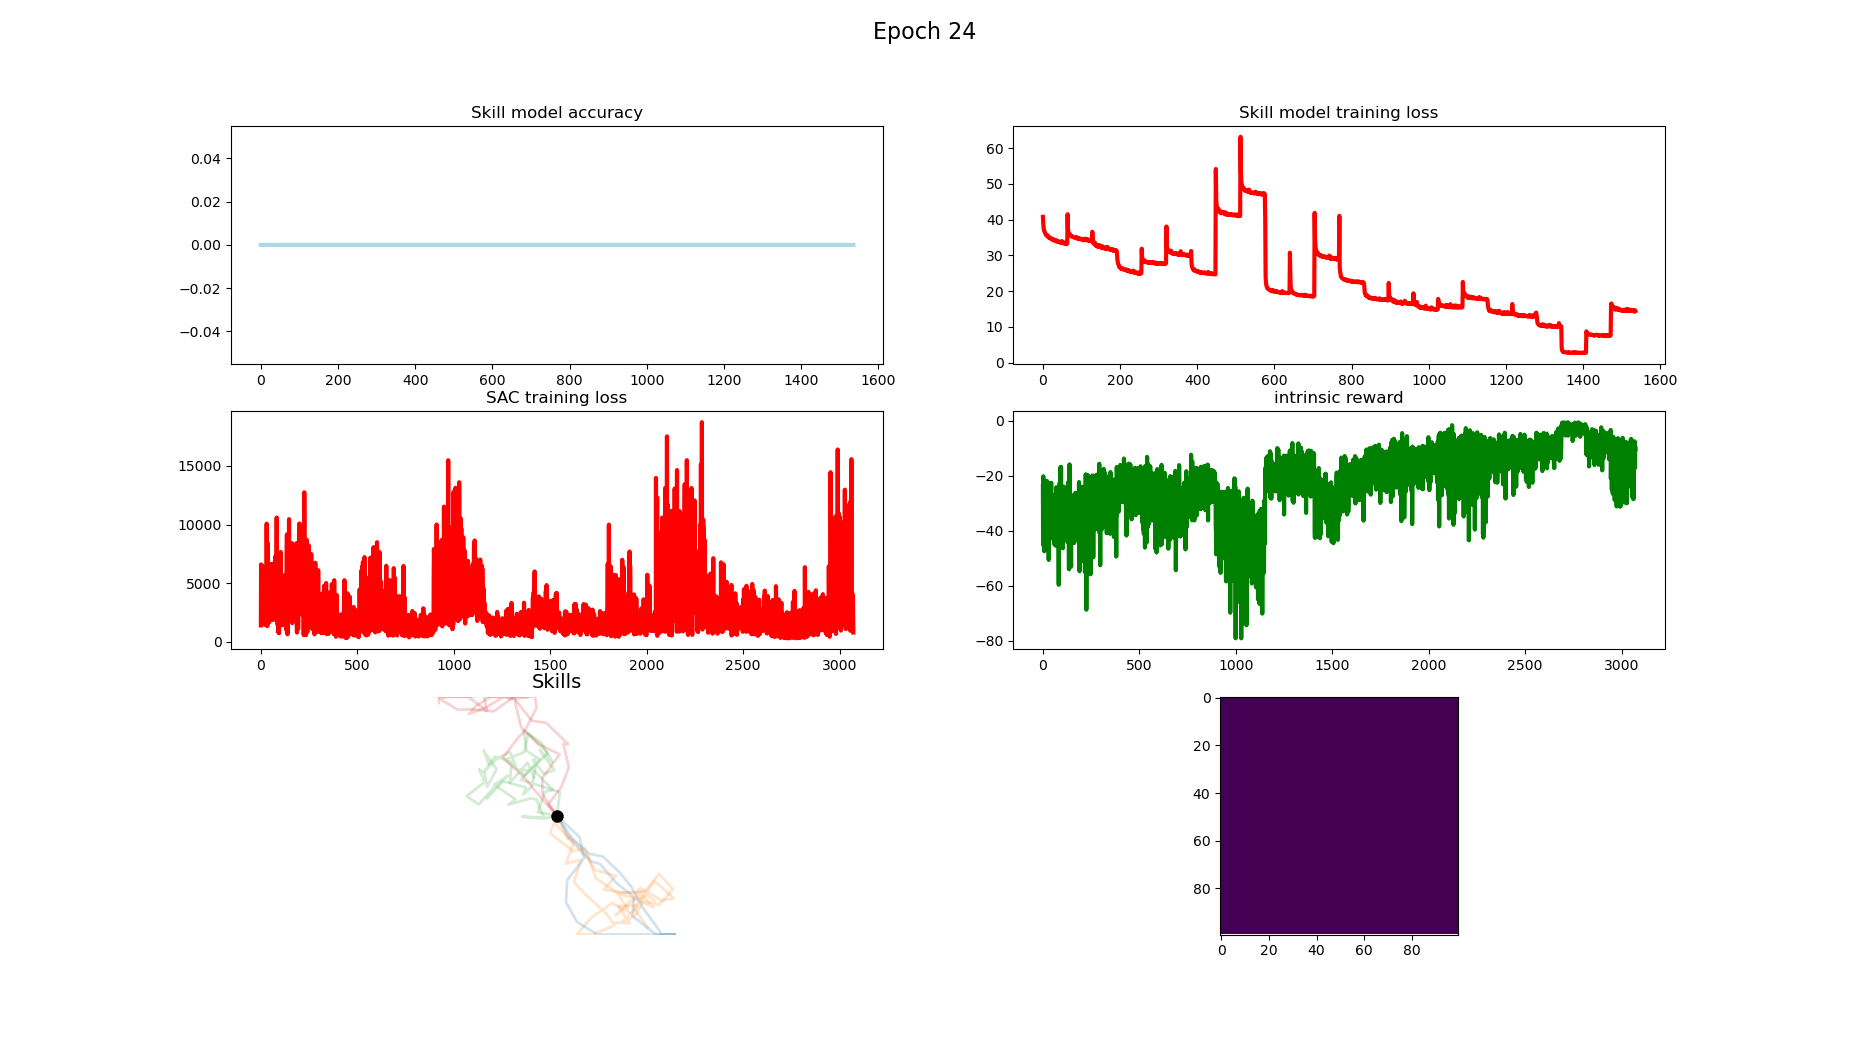 Epoch 24
Skill model accuracy
0.04
0.02
0.00
−0.02
−0.04
0 200 400 600 800 1000 1200 1400 1600
Skill model training loss
60
50
40
30
20
10
0
0 200 400 600 800 1000 1200 1400 1600
SAC training loss
15000
10000
5000
0
0 500 1000 1500 2000 2500 3000
intrinsic reward
0
−20
−40
−60
−80
0 500 1000 1500 2000 2500 3000
Skills
0
20
40
60
80
0 20 40 60 80